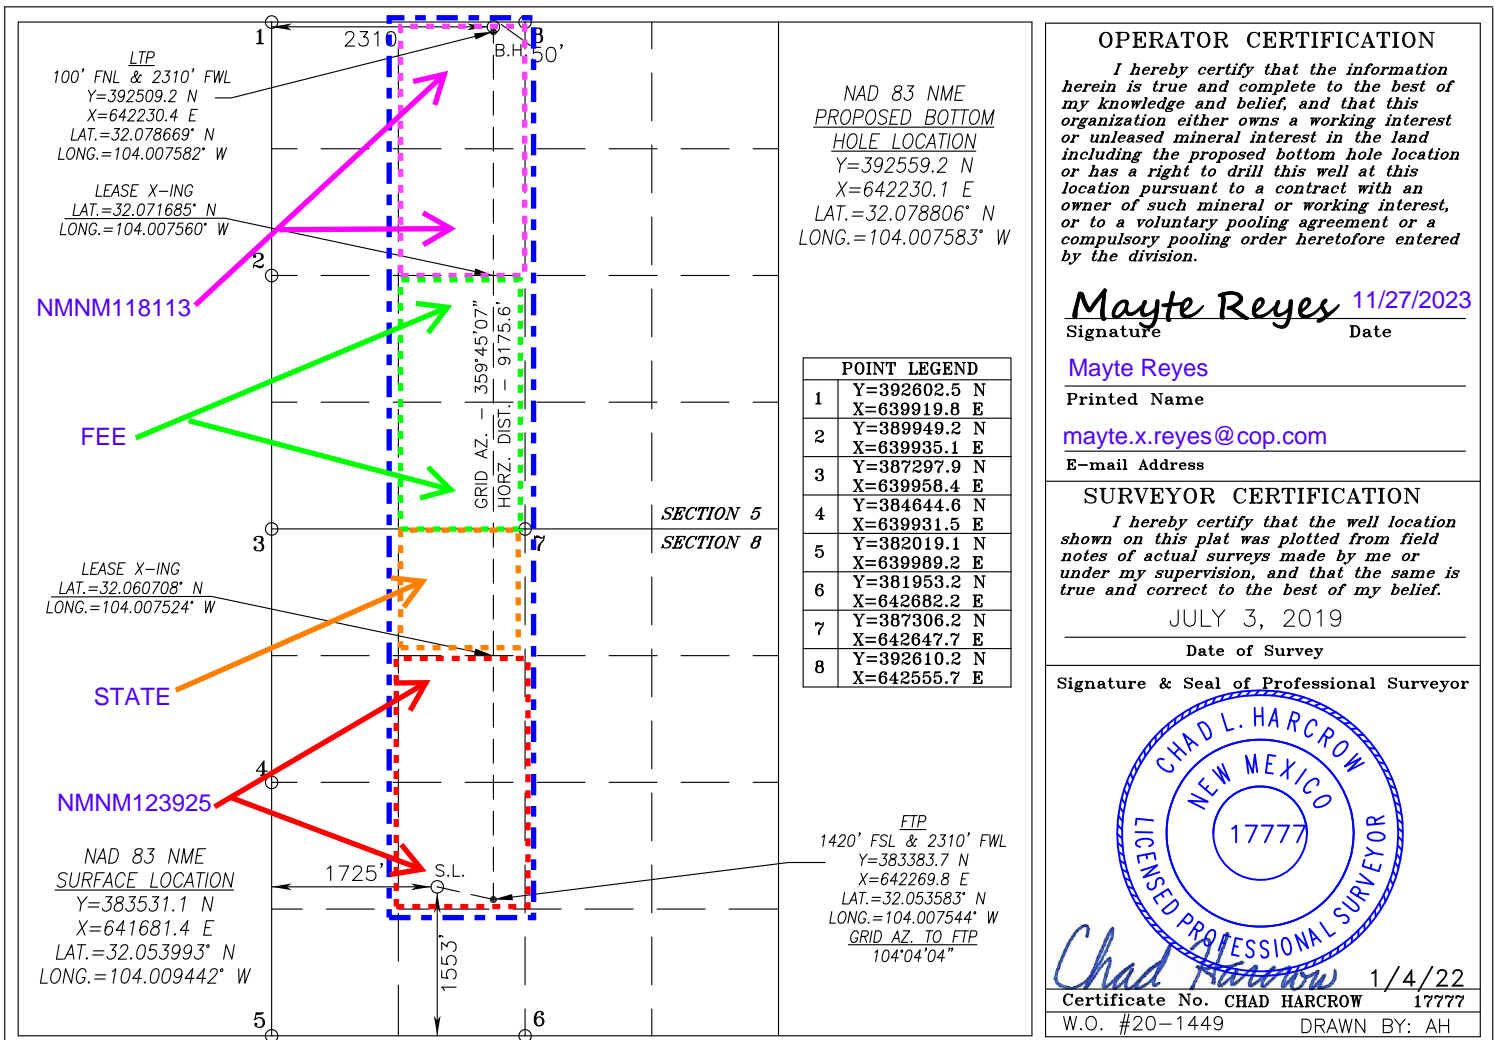 1
2310'
8
B.H.
50'
LTP
100' FNL & 2310' FWL
Y=392509.2 N
X=642230.4 E
LAT.=32.078669° N
LONG.=104.007582° W
LEASE X-ING
LAT.=32.071685° N
LONG.=104.007560° W
2
NMNM118113
FEE
GRID AZ. - 359°45'07"
HORZ. DIST. - 9175.6'
SECTION 5
SECTION 8
3
7
LEASE X-ING
LAT.=32.060708° N
LONG.=104.007524° W
STATE
4
NMNM123925
NAD 83 NME
SURFACE LOCATION
Y=383531.1 N
X=641681.4 E
LAT.=32.053993° N
LONG.=104.009442° W
1725'
S.L.
1553'
5
6
NAD 83 NME
PROPOSED BOTTOM
HOLE LOCATION
Y=392559.2 N
X=642230.1 E
LAT.=32.078806° N
LONG.=104.007583° W
POINT LEGEND
1 Y=392602.5 N
X=639919.8 E
2 Y=389949.2 N
X=639935.1 E
3 Y=387297.9 N
X=639958.4 E
4 Y=384644.6 N
X=639931.5 E
5 Y=382019.1 N
X=639989.2 E
6 Y=381953.2 N
X=642682.2 E
7 Y=387306.2 N
X=642647.7 E
8 Y=392610.2 N
X=642555.7 E
FTP
1420' FSL & 2310' FWL
Y=383383.7 N
X=642269.8 E
LAT.=32.053583° N
LONG.=104.007544° W
GRID AZ. TO FTP
104°04'04"
OPERATOR CERTIFICATION
I hereby certify that the information
herein is true and complete to the best of
my knowledge and belief, and that this
organization either owns a working interest
or unleased mineral interest in the land
including the proposed bottom hole location
or has a right to drill this well at this
location pursuant to a contract with an
owner of such mineral or working interest,
or to a voluntary pooling agreement or a
compulsory pooling order heretofore entered
by the division.
Mayte Reyes 11/27/2023
Signature Date
Mayte Reyes
Printed Name
mayte.x.reyes@cop.com
E-mail Address
SURVEYOR CERTIFICATION
I hereby certify that the well location
shown on this plat was plotted from field
notes of actual surveys made by me or
under my supervision, and that the same is
true and correct to the best of my belief.
JULY 3, 2019
Date of Survey
Signature & Seal of Professional Surveyor
CHAD L. HARCROW
NEW MEXICO
17777
LICENSED PROFESSIONAL SURVEYOR
Chad Harcrow 1/4/22
Certificate No. CHAD HARCROW 17777
W.O. #20-1449 DRAWN BY: AH